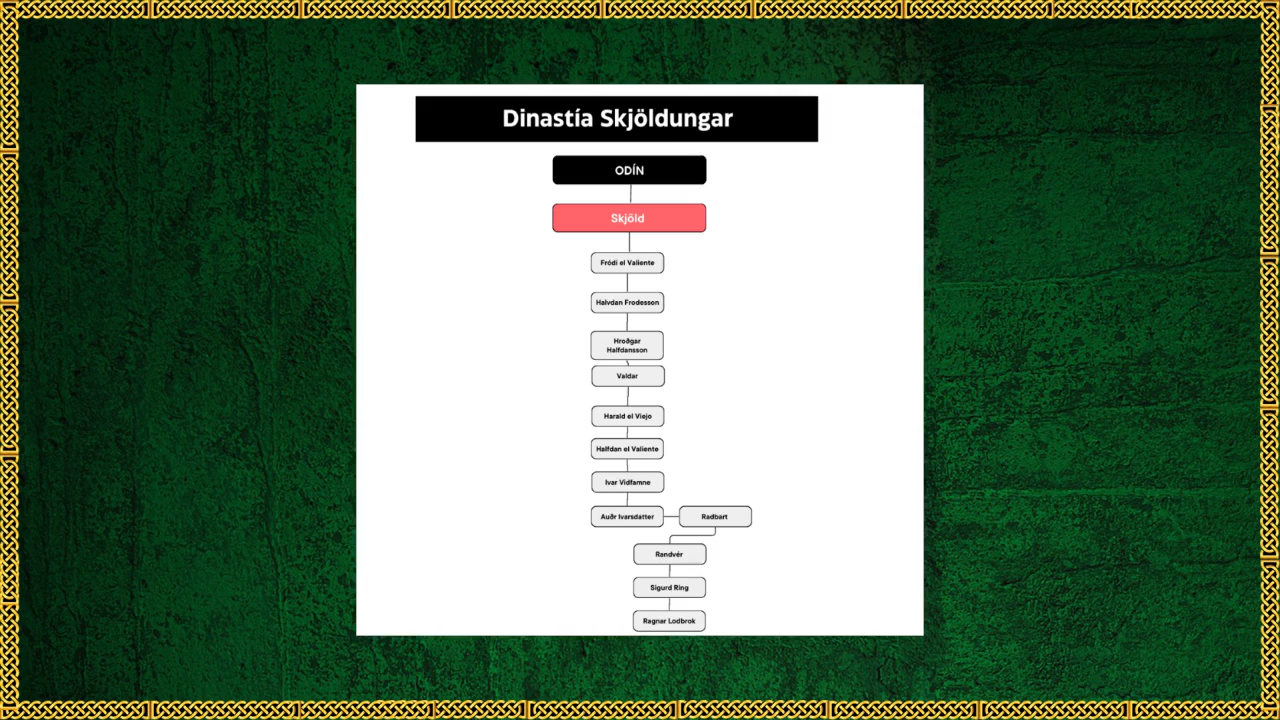 Dinastía Skjöldungar
ODÍN
Skjöld
Fródi el Valiente
Halvdan Frodesson
Hroðgar
Halfdansson
Valdar
Harald el Viejo
Halfdan el Valiente
Ivar Vidfamne
Auðr Ivarsdatter
Radbart
Randvér
Sigurd Ring
Ragnar Lodbrok